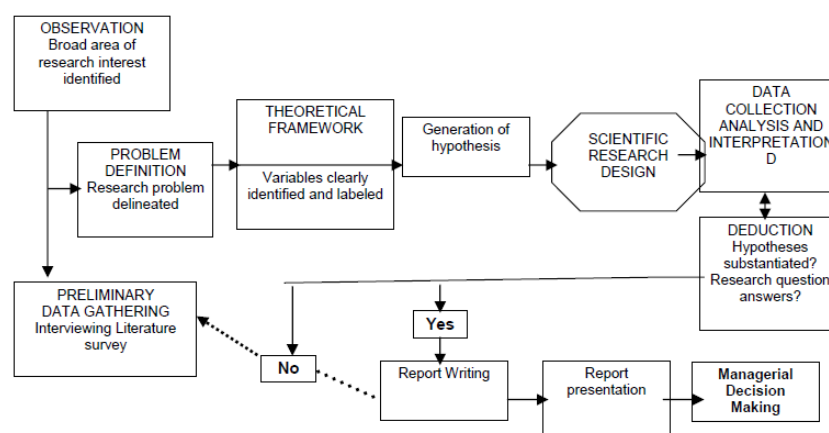 OBSERVATION
Broad area of
research interest
identified
PROBLEM
DEFINITION
Research problem
delineated
THEORETICAL
FRAMEWORK
Variables clearly
identified and labeled
Generation of
hypothesis
SCIENTIFIC
RESEARCH
DESIGN
DATA
COLLECTION
ANALYSIS AND
INTERPRETATION
D
DEDUCTION
Hypotheses
substantiated?
Research question
answers?
PRELIMINARY
DATA GATHERING
Interviewing Literature
survey
No
Yes
Report Writing
Report
presentation
Managerial
Decision
Making